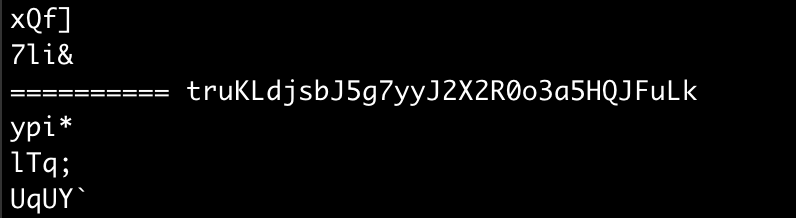 xQf]
7li&
========== truKLdjsbJ5g7yyJ2X2R0o3a5HQJFuLk
ypi*
lTq;
UqUY`